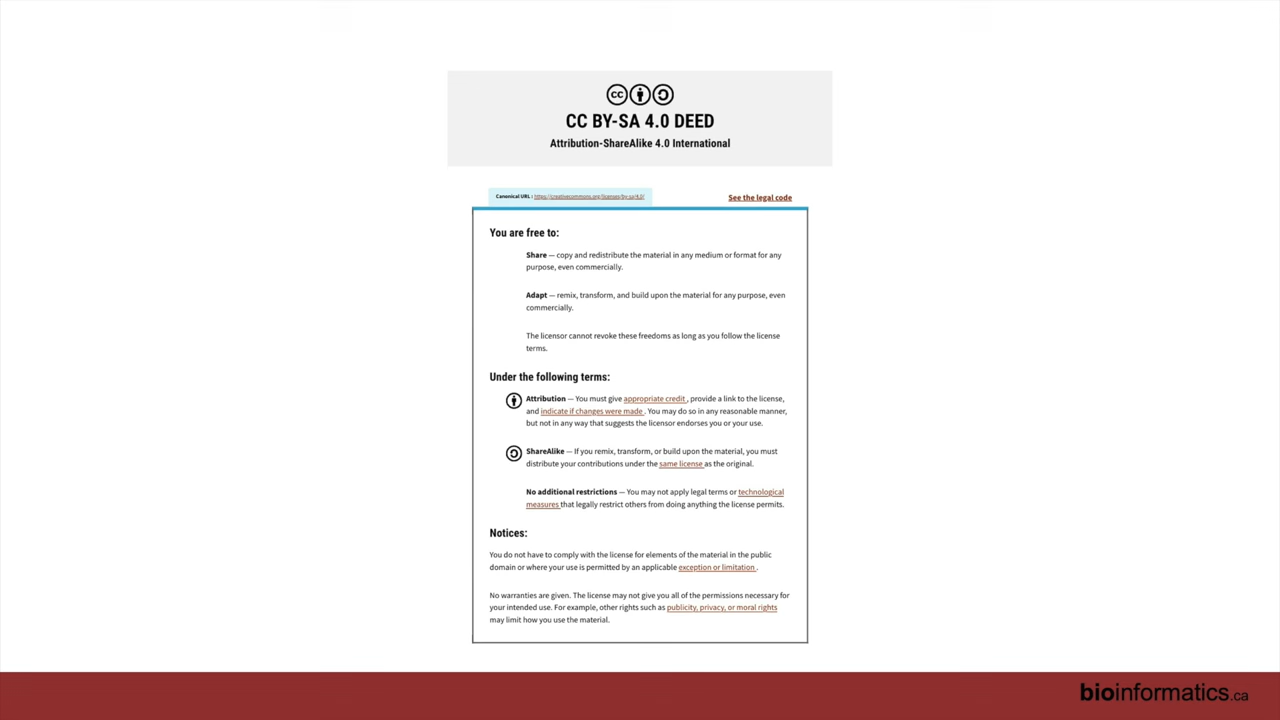 CC BY-SA 4.0 DEED
Attribution-ShareAlike 4.0 International
Canonical URL : https://creativecommons.org/licenses/by-sa/4.0/
See the legal code
You are free to:
Share — copy and redistribute the material in any medium or format for any
purpose, even commercially.
Adapt — remix, transform, and build upon the material for any purpose, even
commercially.
The licensor cannot revoke these freedoms as long as you follow the license
terms.
Under the following terms:
Attribution — You must give appropriate credit , provide a link to the license,
and indicate if changes were made . You may do so in any reasonable manner,
but not in any way that suggests the licensor endorses you or your use.
ShareAlike — If you remix, transform, or build upon the material, you must
distribute your contributions under the same license as the original.
No additional restrictions — You may not apply legal terms or technological
measures that legally restrict others from doing anything the license permits.
Notices:
You do not have to comply with the license for elements of the material in the public
domain or where your use is permitted by an applicable exception or limitation .
No warranties are given. The license may not give you all of the permissions necessary for
your intended use. For example, other rights such as publicity, privacy, or moral rights
may limit how you use the material.
bioinformatics.ca